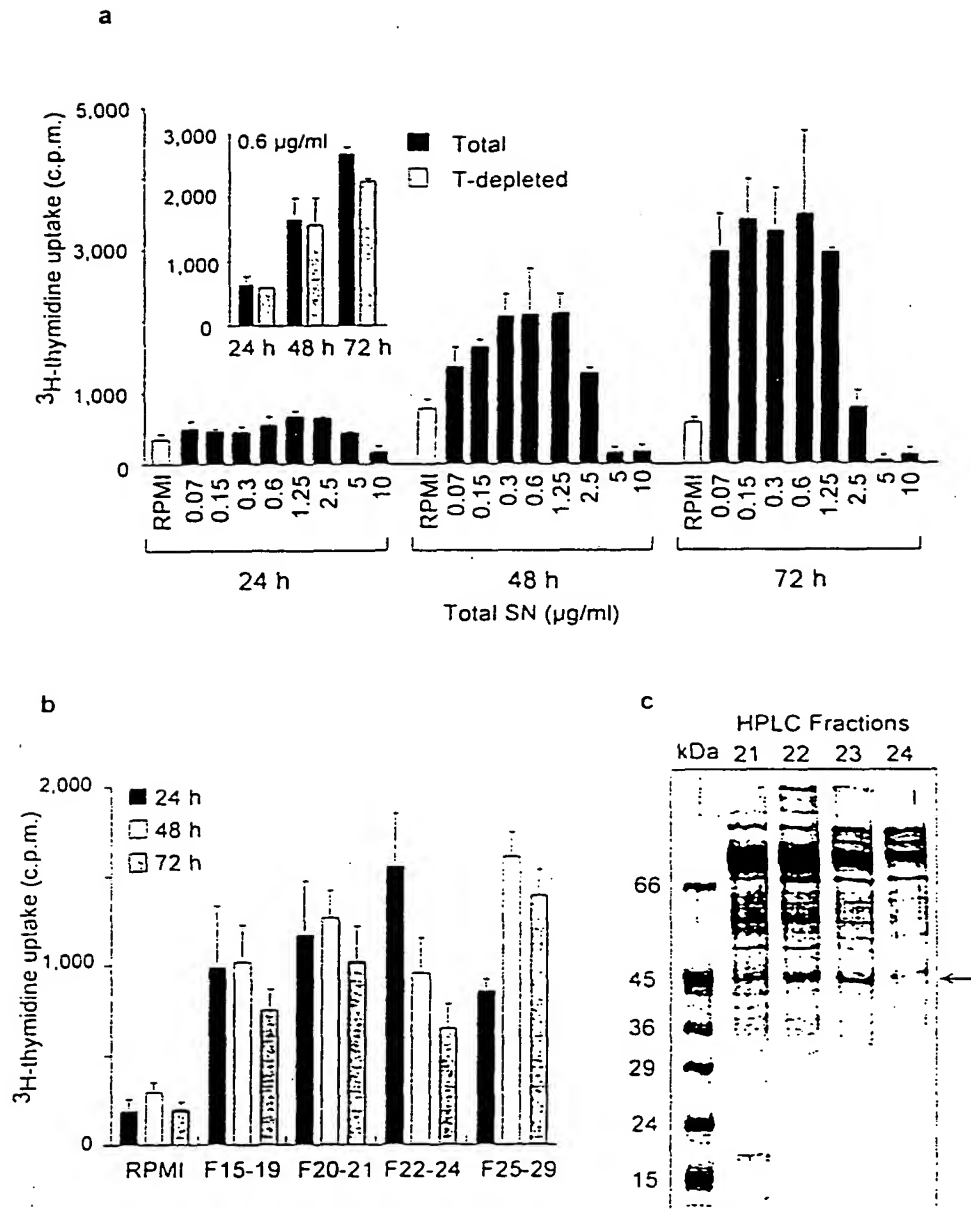 a
³H-thymidine uptake (c.p.m.)
5,000
3,000
1,000
0
3,000
2,000
1,000
0
0.6 µg/ml
24 h 48 h 72 h
Total
T-depleted
RPMI 0.07 0.15 0.3 0.6 1.25 2.5 5 10
RPMI 0.07 0.15 0.3 0.6 1.25 2.5 5 10
RPMI 0.07 0.15 0.3 0.6 1.25 2.5 5 10
24 h 48 h 72 h
Total SN (µg/ml)
b
³H-thymidine uptake (c.p.m.)
2,000
1,000
0
24 h
48 h
72 h
RPMI F15-19 F20-21 F22-24 F25-29
c
HPLC Fractions
kDa 21 22 23 24
66
45
36
29
24
15